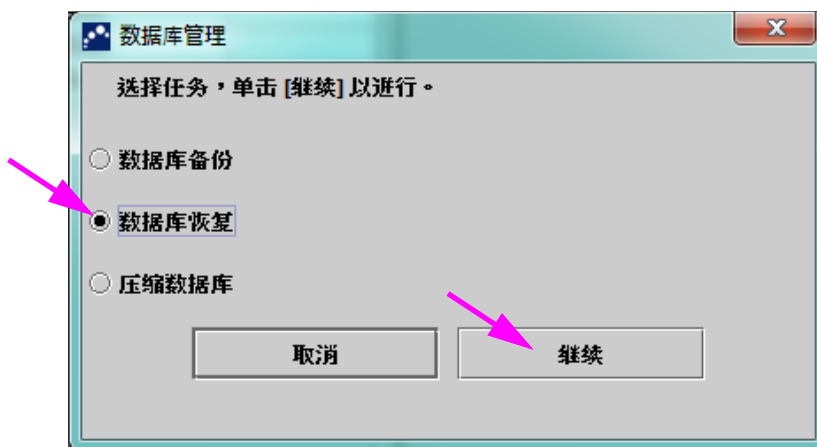 数据库管理
选择任务，单击 [继续] 以进行。
数据库备份
数据库恢复
压缩数据库
取消
继续